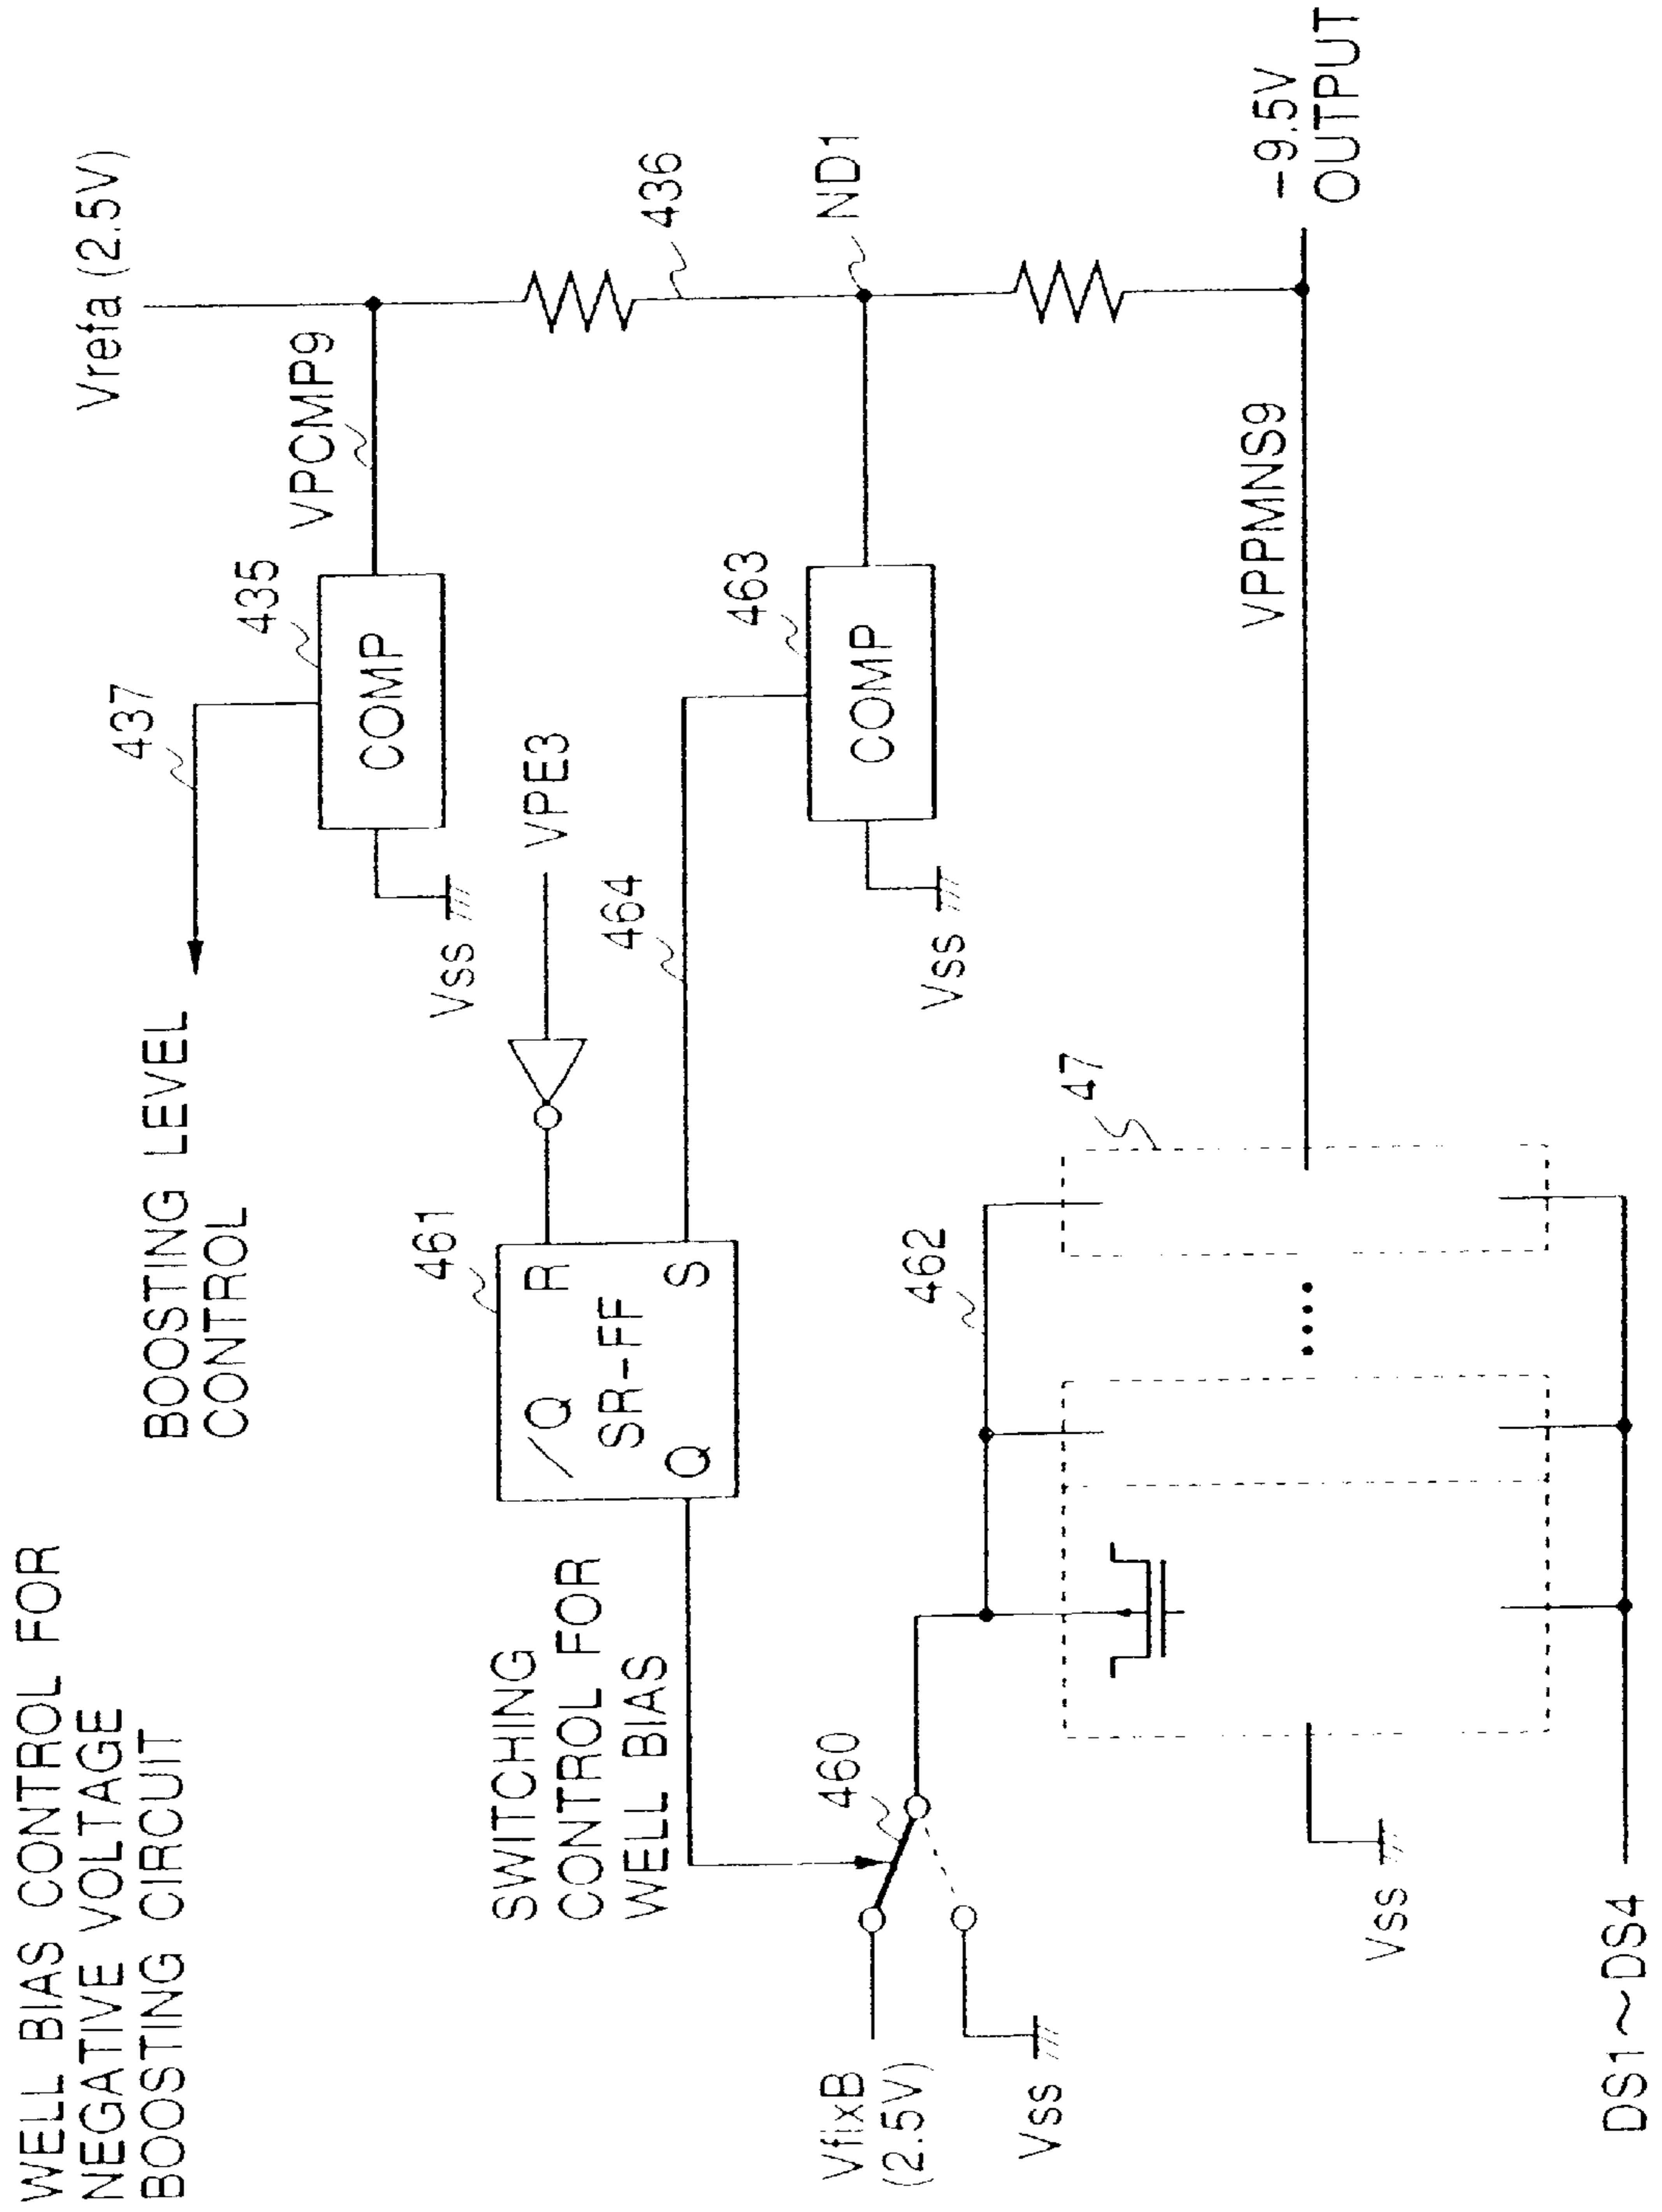 WELL BIAS CONTROL FOR
NEGATIVE VOLTAGE
BOOSTING CIRCUIT
BOOSTING LEVEL
CONTROL
437
435
COMP
VPCMP9
Vrefa (2.5V)
Vss
461
/Q
R
SR-FF
Q
S
VPE3
464
463
COMP
436
ND1
Vss
SWITCHING
CONTROL FOR
WELL BIAS
460
462
47
VfixB
(2.5V)
Vss
VPPMNS9
-9.5V
OUTPUT
Vss
DS1~DS4